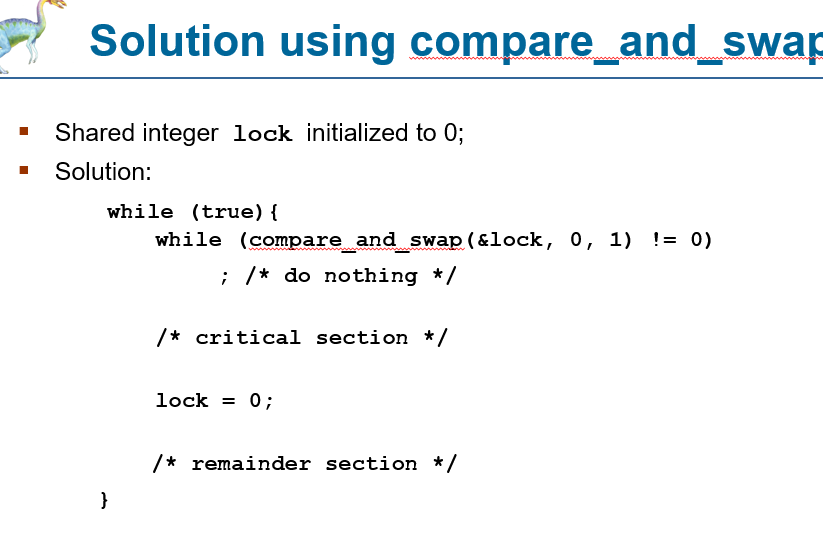 Solution using compare_and_swap
Shared integer lock initialized to 0;
Solution:
while (true){
while (compare_and_swap(&lock, 0, 1) != 0)
; /* do nothing */
/* critical section */
lock = 0;
/* remainder section */
}